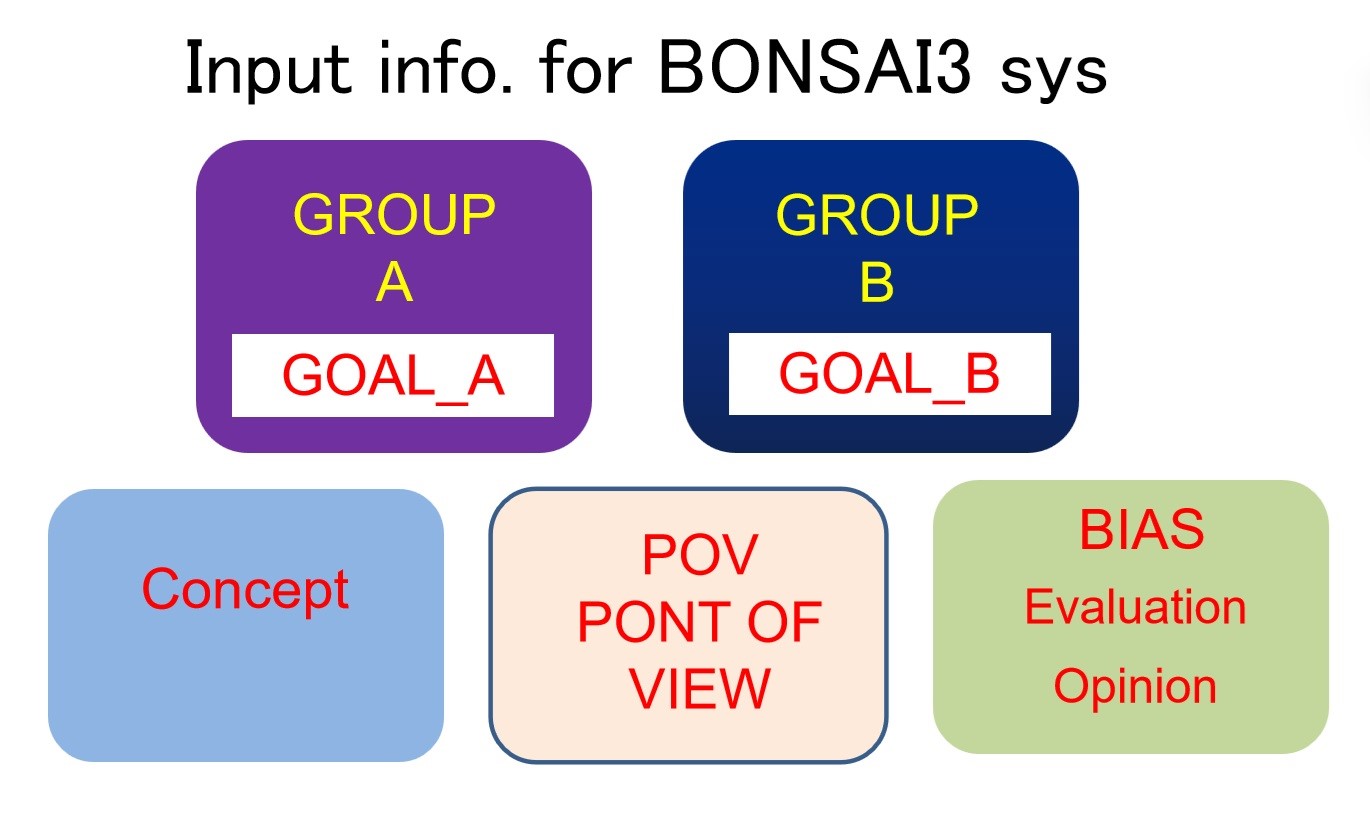 Input info. for BONSAI3 sys
GROUP
A
GOAL_A
GROUP
B
GOAL_B
Concept
POV
PONT OF
VIEW
BIAS
Evaluation
Opinion